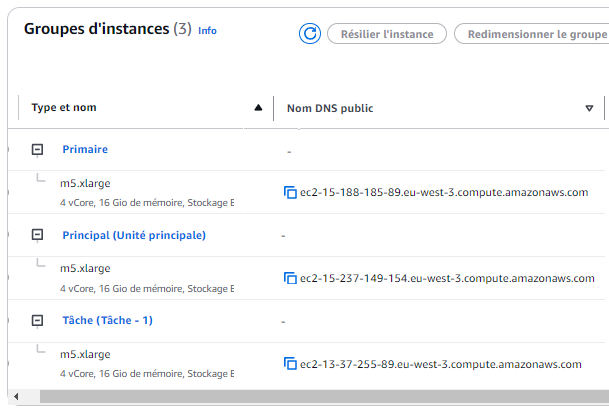 Groupes d'instances (3) Info
Résilier l'instance
Redimensionner le groupe
Type et nom
Nom DNS public
Primaire
-
m5.xlarge
4 vCore, 16 Gio de mémoire, Stockage E
ec2-15-188-185-89.eu-west-3.compute.amazonaws.com
Principal (Unité principale)
-
m5.xlarge
4 vCore, 16 Gio de mémoire, Stockage E
ec2-15-237-149-154.eu-west-3.compute.amazonaws.com
Tâche (Tâche - 1)
-
m5.xlarge
4 vCore, 16 Gio de mémoire, Stockage E
ec2-13-37-255-89.eu-west-3.compute.amazonaws.com